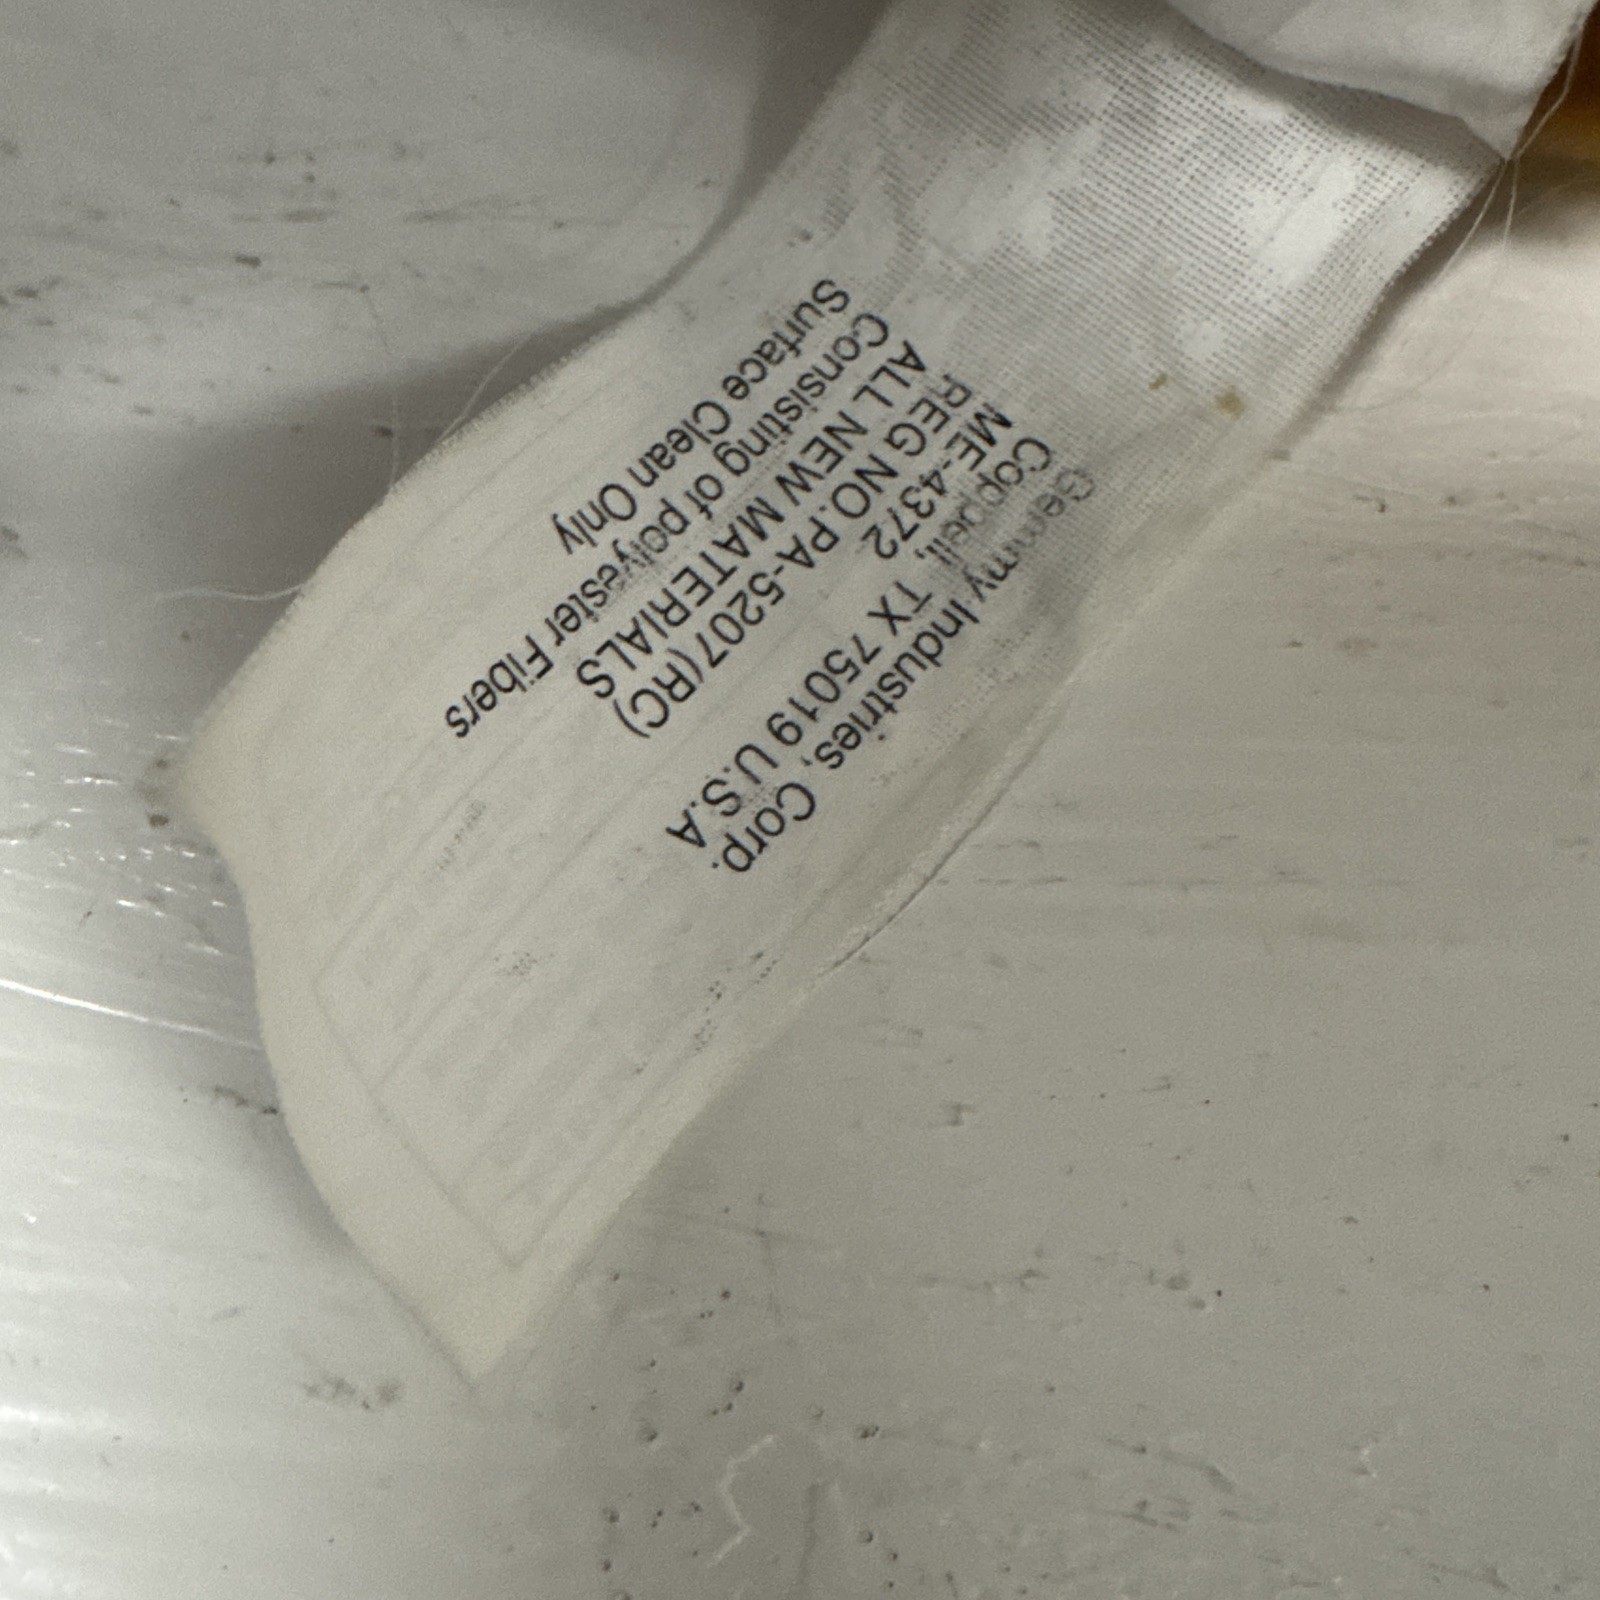 Gemmy Industries, Corp.
Coppell, TX 75019 U.S.A
ME-4372
REG NO.PA-5207(RC)
ALL NEW MATERIALS
Consisting of polyester Fibers
Surface Clean Only